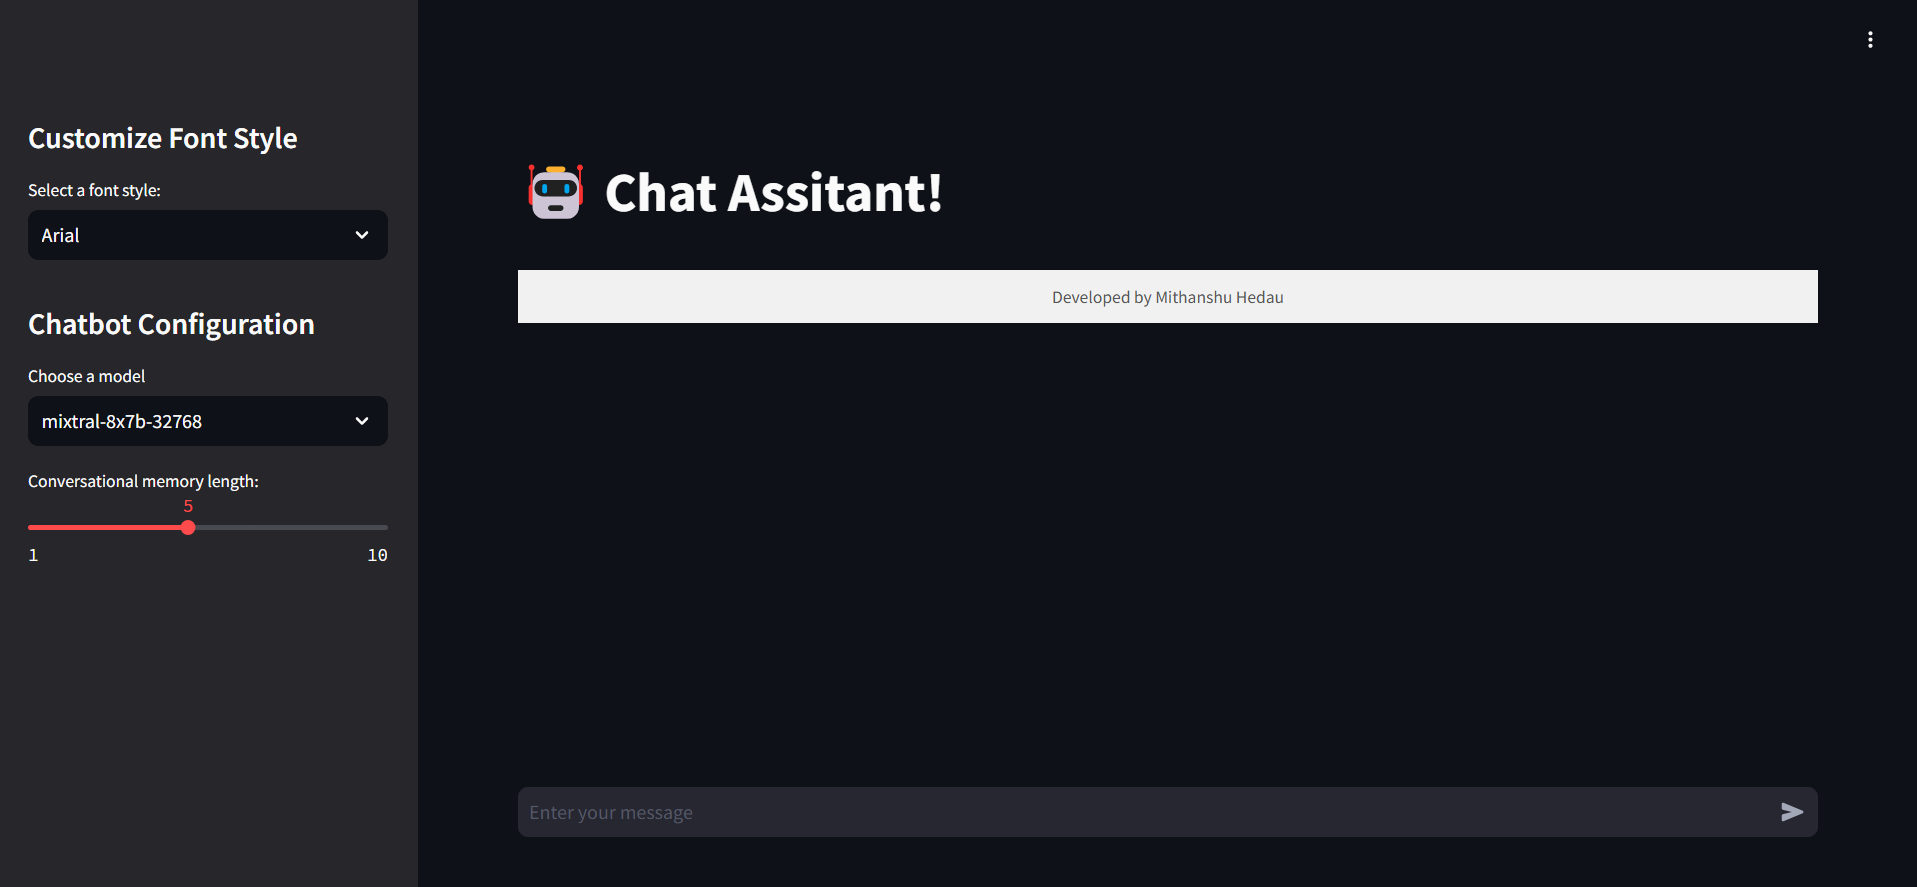 Customize Font Style
Select a font style:
Arial
Chatbot Configuration
Choose a model
mixtral-8x7b-32768
Conversational memory length:
5
1 10
Chat Assitant!
Developed by Mithanshu Hedau
Enter your message